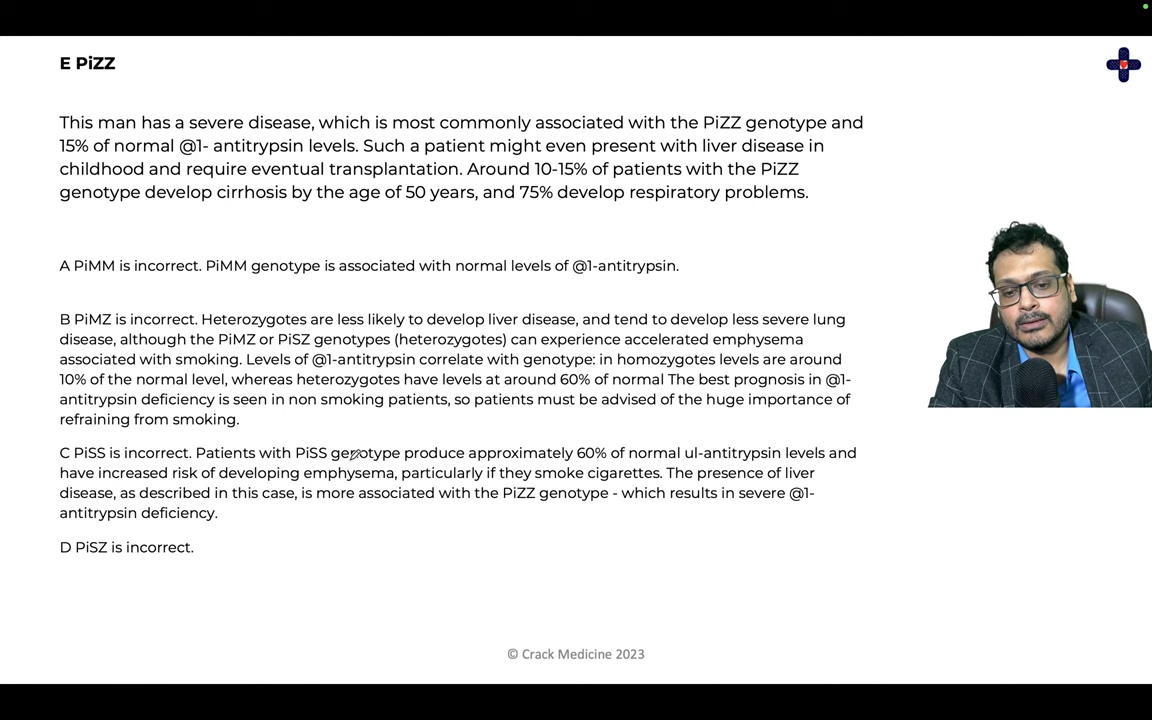 E PiZZ
This man has a severe disease, which is most commonly associated with the PiZZ genotype and
15% of normal @1- antitrypsin levels. Such a patient might even present with liver disease in
childhood and require eventual transplantation. Around 10-15% of patients with the PiZZ
genotype develop cirrhosis by the age of 50 years, and 75% develop respiratory problems.
A PiMM is incorrect. PiMM genotype is associated with normal levels of @1-antitrypsin.
B PiMZ is incorrect. Heterozygotes are less likely to develop liver disease, and tend to develop less severe lung
disease, although the PiMZ or PiSZ genotypes (heterozygotes) can experience accelerated emphysema
associated with smoking. Levels of @1-antitrypsin correlate with genotype: in homozygotes levels are around
10% of the normal level, whereas heterozygotes have levels at around 60% of normal The best prognosis in @1-
antitrypsin deficiency is seen in non smoking patients, so patients must be advised of the huge importance of
refraining from smoking.
C PiSS is incorrect. Patients with PiSS genotype produce approximately 60% of normal ul-antitrypsin levels and
have increased risk of developing emphysema, particularly if they smoke cigarettes. The presence of liver
disease, as described in this case, is more associated with the PiZZ genotype - which results in severe @1-
antitrypsin deficiency.
D PiSZ is incorrect.
© Crack Medicine 2023